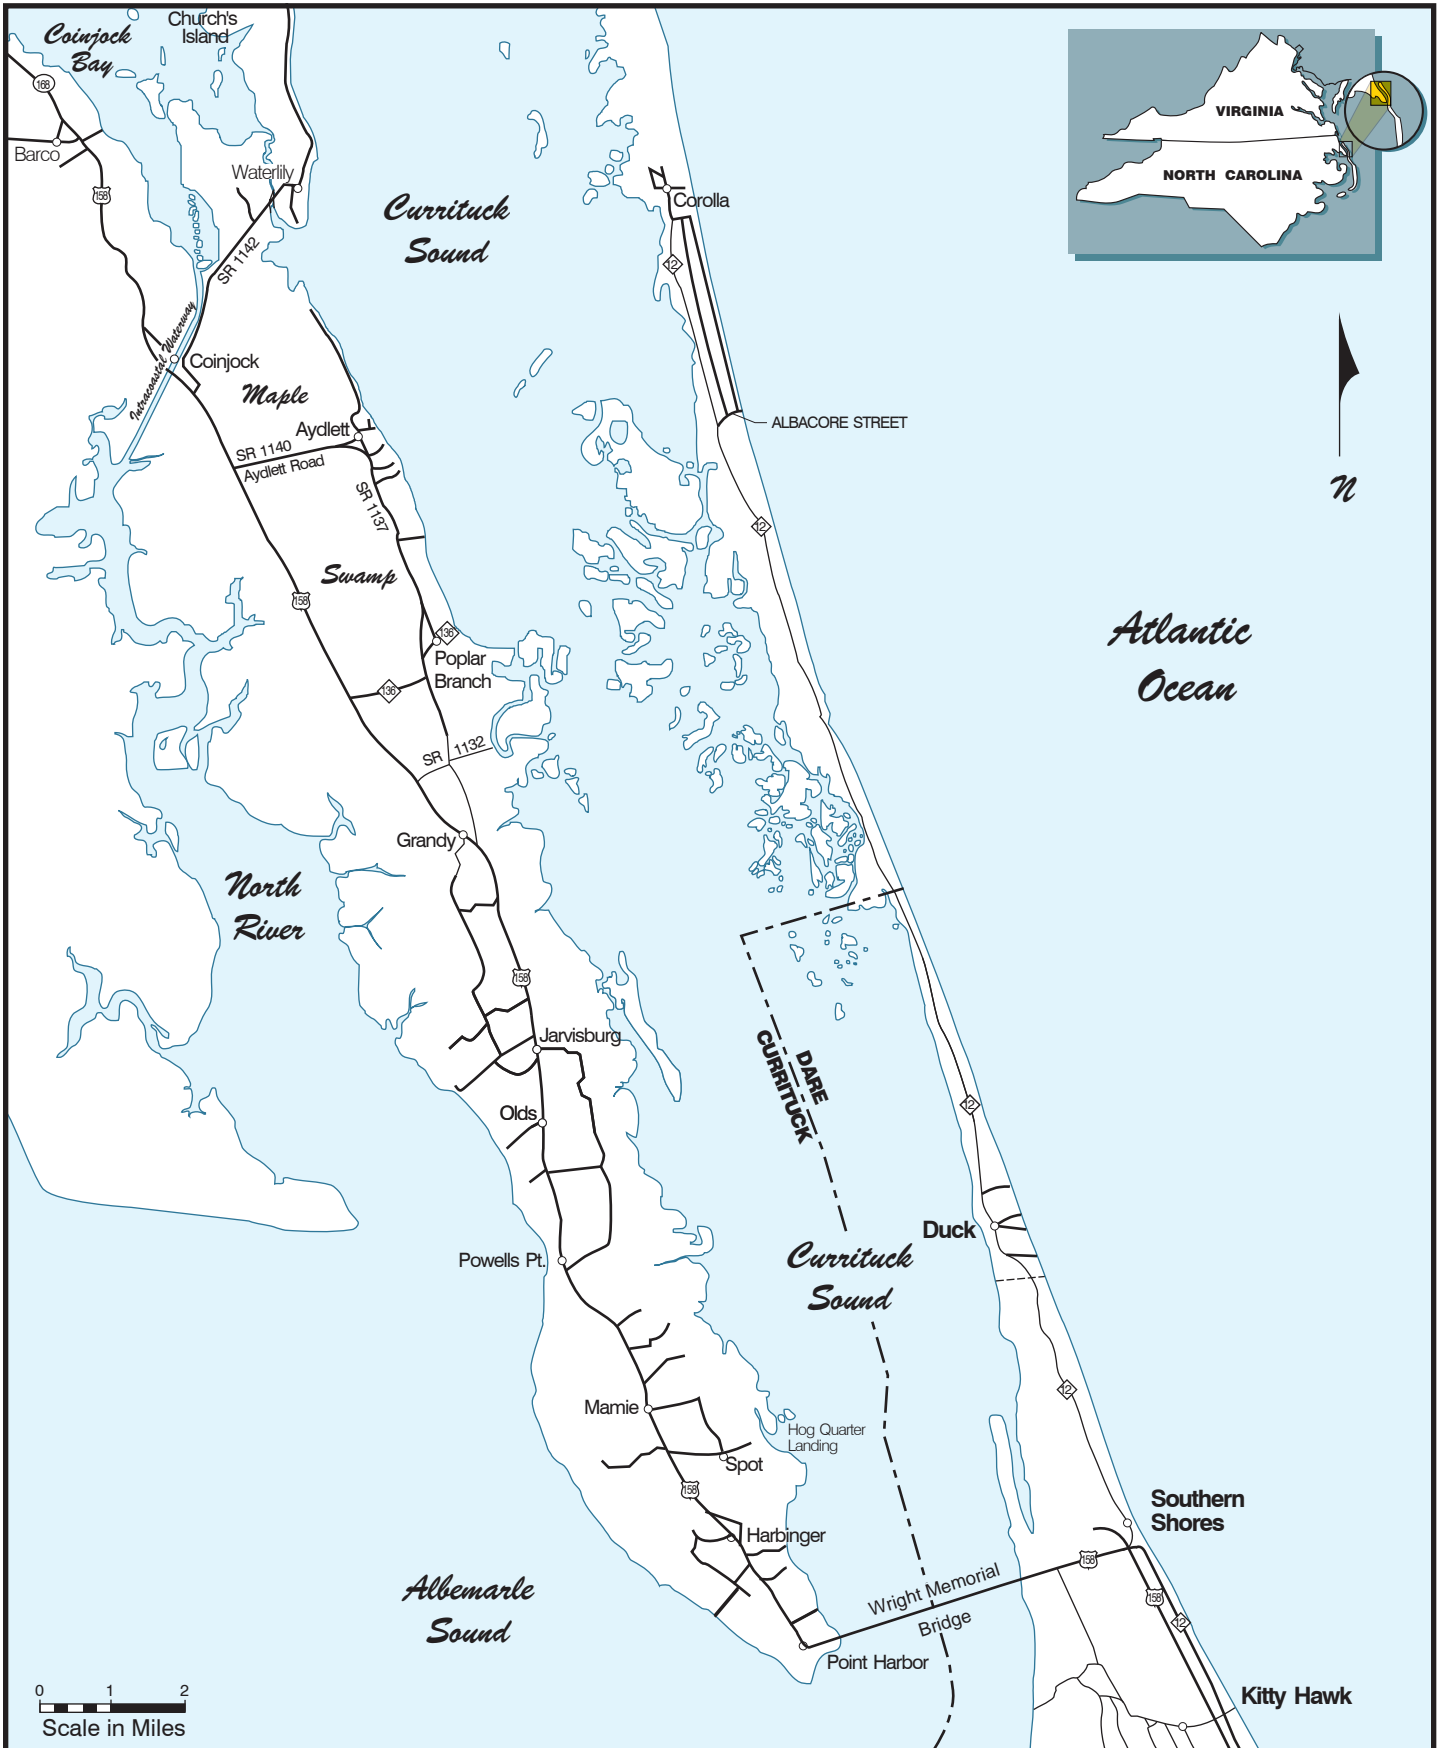 Church's
Island
Coinjock
Bay
168
Barco
158
Waterlily
SR 1142
Currituck
Sound
Corolla
12
VIRGINIA
NORTH CAROLINA
Intracoastal Waterway
Coinjock
Maple
Aydlett
SR 1140
Aydlett Road
SR 1137
ALBACORE STREET
N
12
Swamp
158
136
Poplar
Branch
136
Atlantic
Ocean
SR 1132
Grandy
North
River
158
Jarvisburg
DARE
CURRITUCK
Olds
12
Duck
Powells Pt.
Currituck
Sound
12
Mamie
Hog Quarter
Landing
Spot
158
Southern
Shores
Harbinger
158
Wright Memorial
Bridge
158
12
Albemarle
Sound
Point Harbor
Kitty Hawk
0 1 2
Scale in Miles